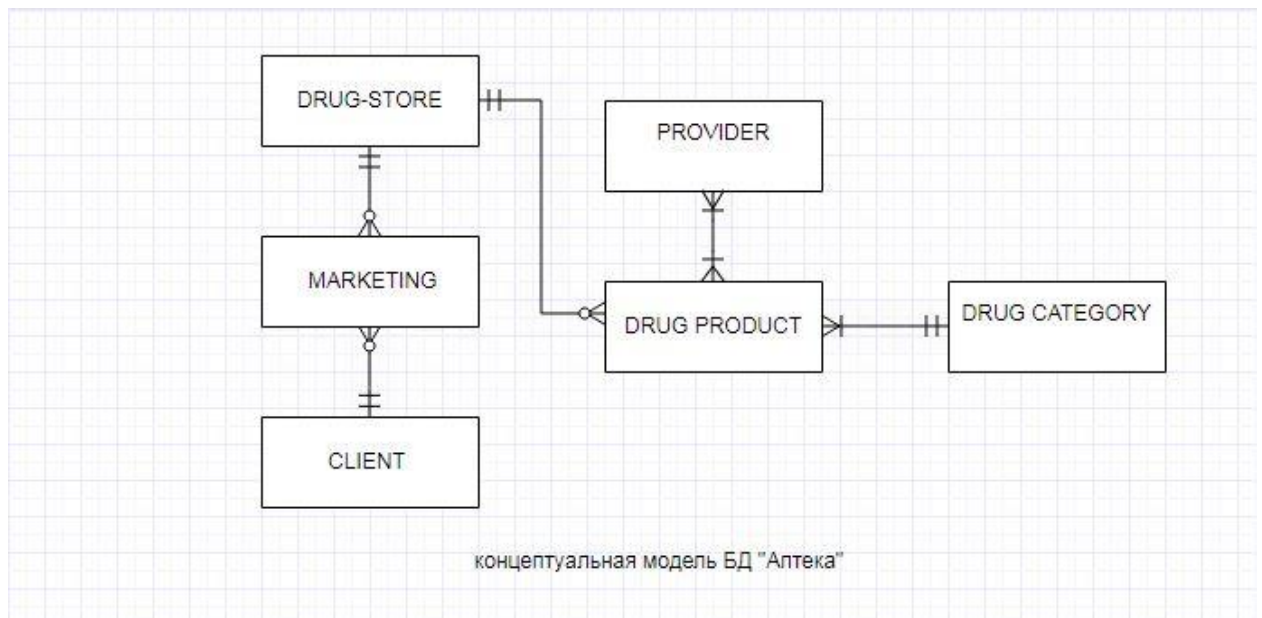 DRUG-STORE
PROVIDER
MARKETING
DRUG PRODUCT
DRUG CATEGORY
CLIENT
концептуальная модель БД "Аптека"